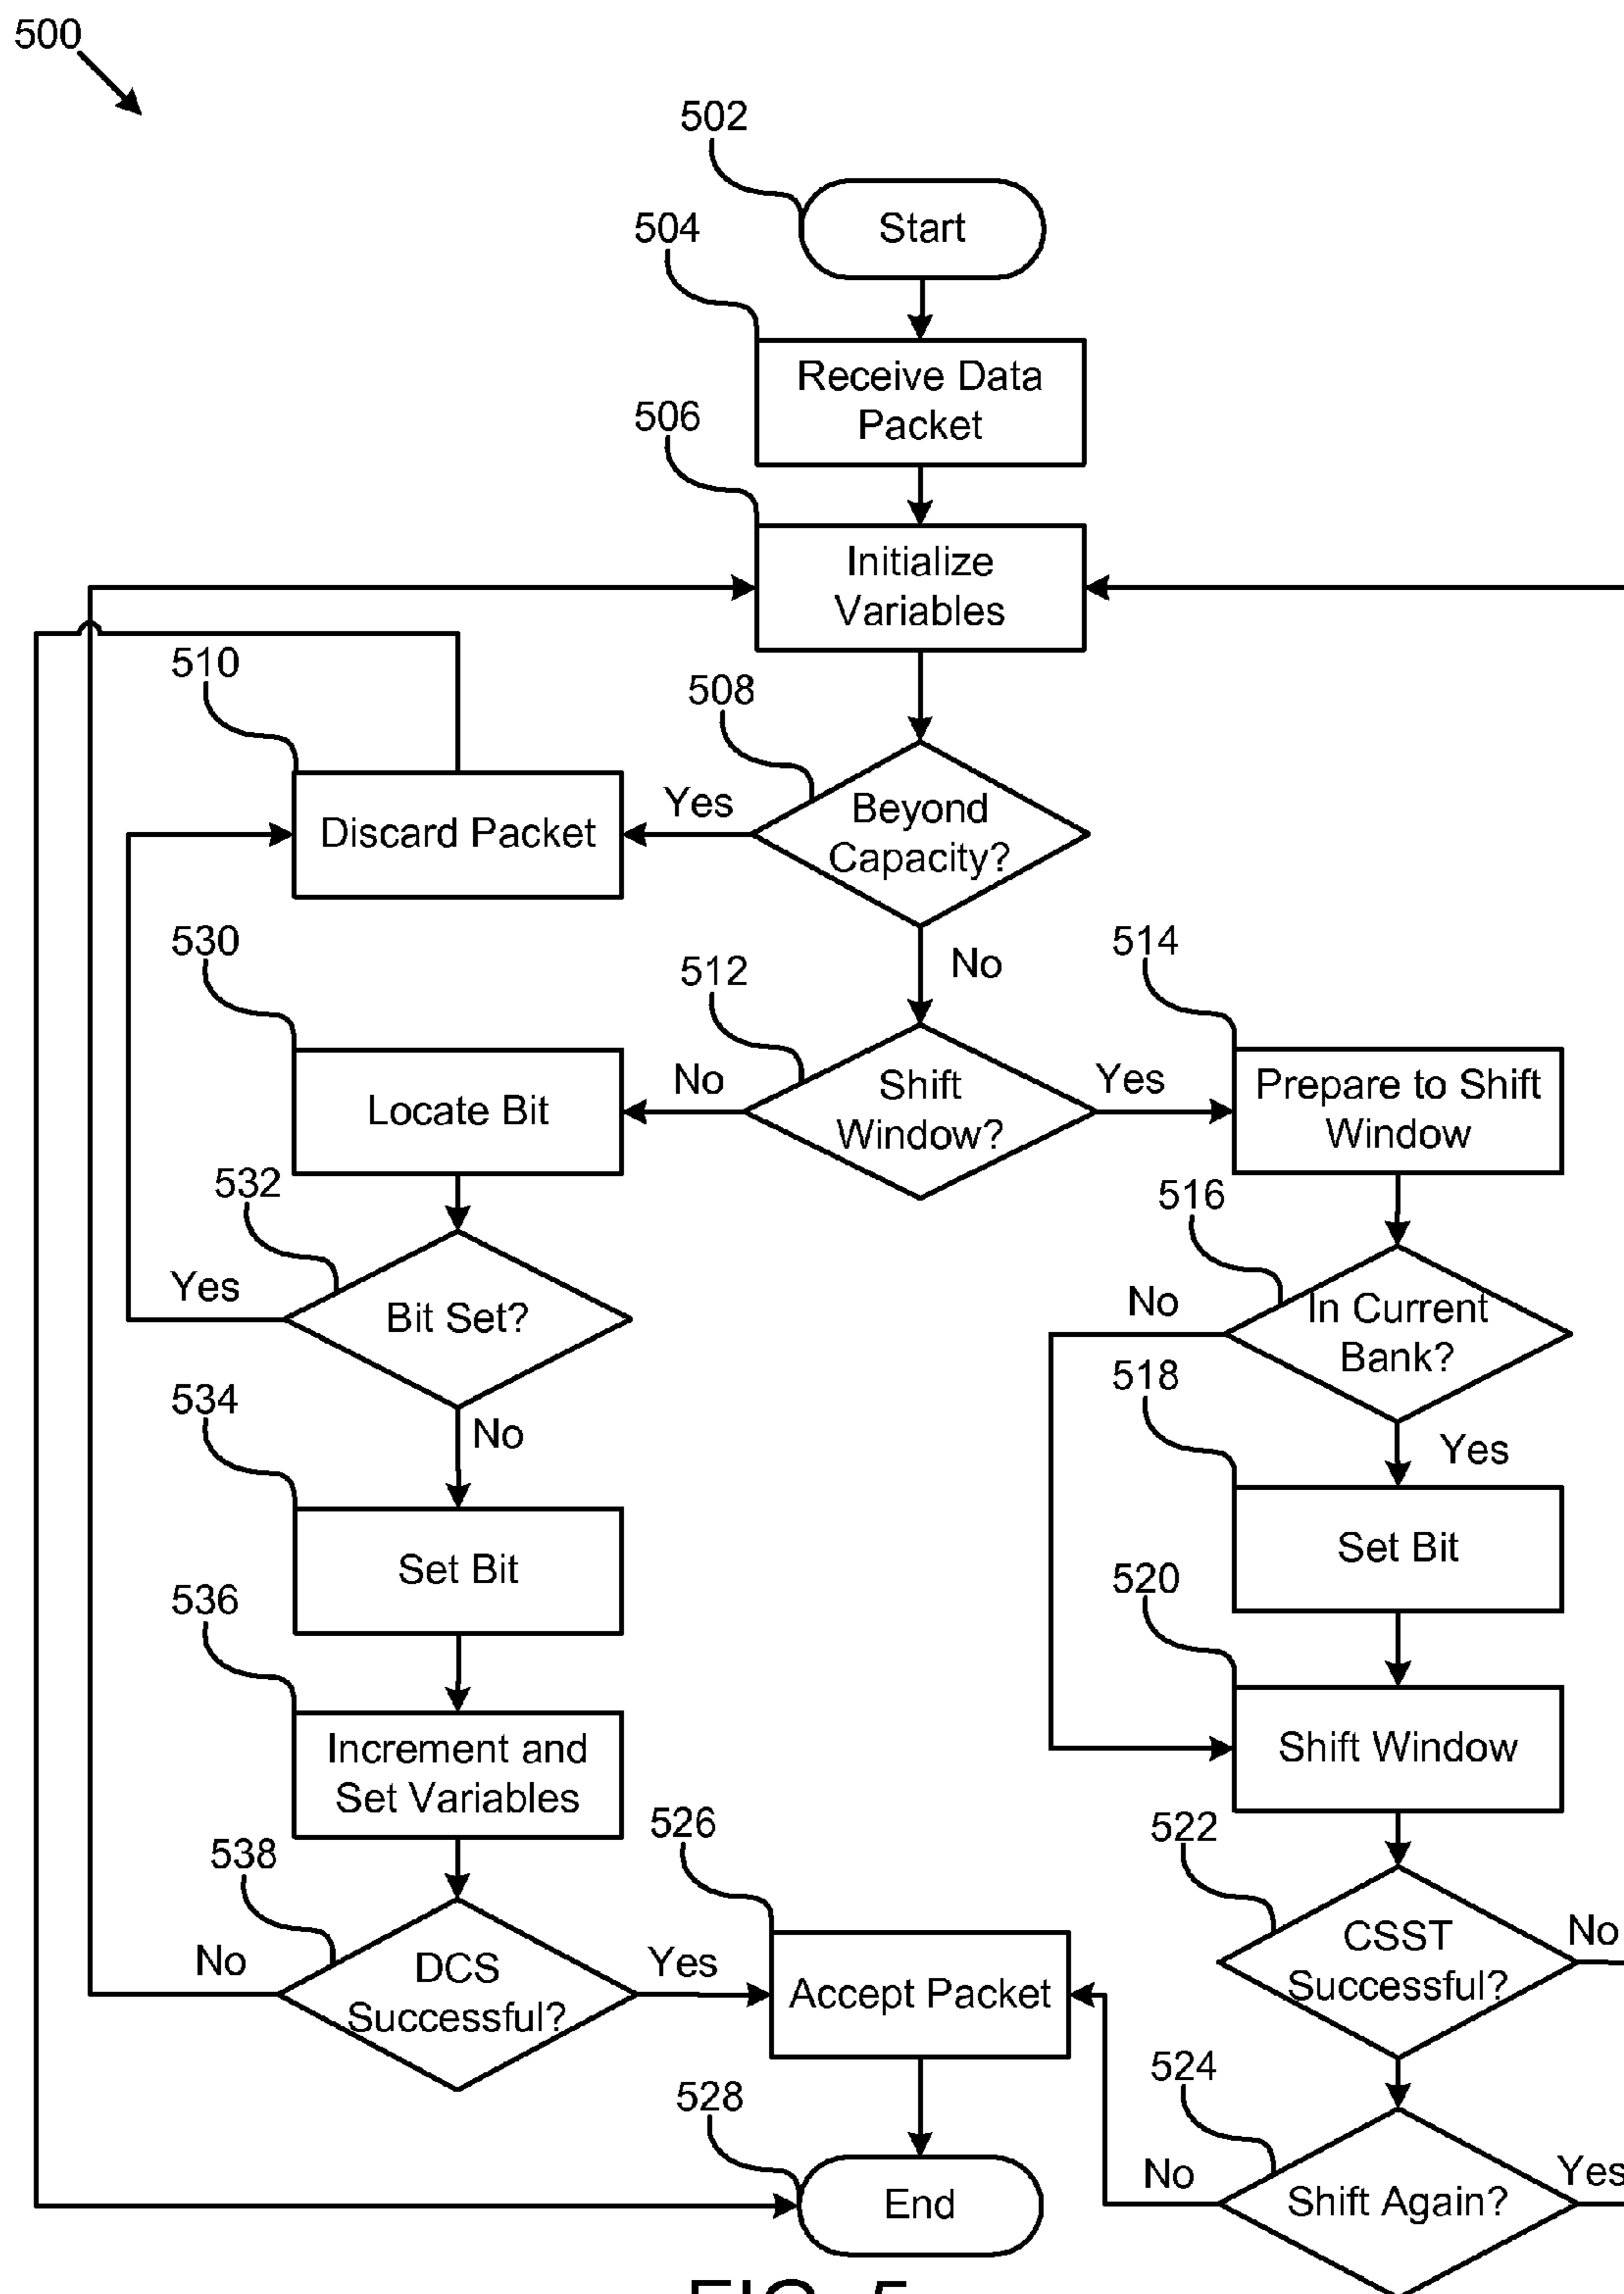 500
502
Start
504
Receive Data
Packet
506
Initialize
Variables
510
508
Discard Packet
Yes
Beyond
Capacity?
530
512
No
514
Locate Bit
No
Shift
Window?
Yes
Prepare to Shift
Window
532
516
Yes
Bit Set?
No
In Current
Bank?
534
No
518
Yes
Set Bit
Set Bit
536
520
Increment and
Set Variables
Shift Window
538
526
522
No
DCS
Successful?
Yes
Accept Packet
CSST
Successful?
No
528
524
End
No
Shift Again?
Yes
FIG. 5